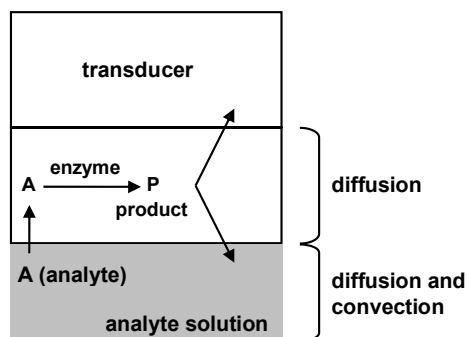 transducer
enzyme
A
P
product
diffusion
A (analyte)
diffusion and
convection
analyte solution